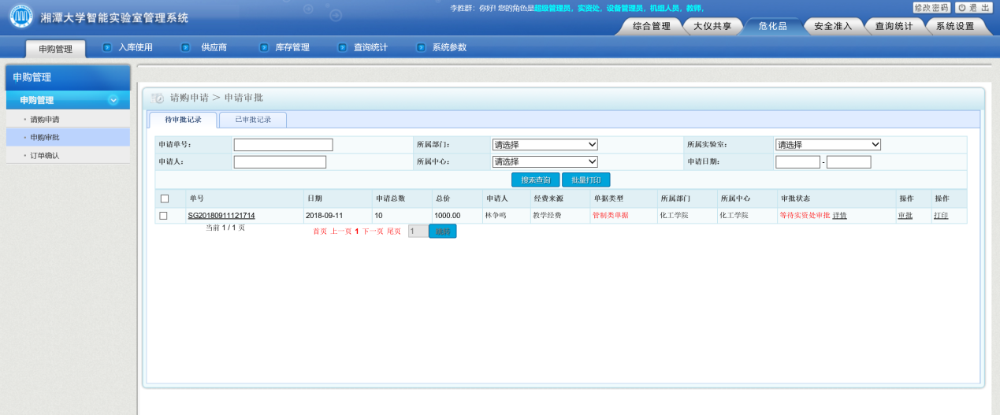 湘潭大学智能实验室管理系统
李胜群：你好! 您的角色是超级管理员，实资处，设备管理员，机组人员，教师，
修改密码 退 出
综合管理 大仪共享 危化品 安全准入 查询统计 系统设置
申购管理 入库使用 供应商 库存管理 查询统计 系统参数
申购管理
申购管理
请购申请
申购审批
订单确认
请购申请 > 申请审批
待审批记录 已审批记录
申请单号： 所属部门： 请选择 所属实验室： 请选择
申请人： 所属中心： 请选择 申请日期： -
搜索查询 批量打印
单号 日期 申请总数 总价 申请人 经费来源 单据类型 所属部门 所属中心 审批状态 操作 操作
SG20180911121714 2018-09-11 10 1000.00 林争鸣 教学经费 管制类单据 化工学院 化工学院 等待实资处审批 详情 审批 打印
当前 1 / 1 页 首页 上一页 1 下一页 尾页 1 跳转